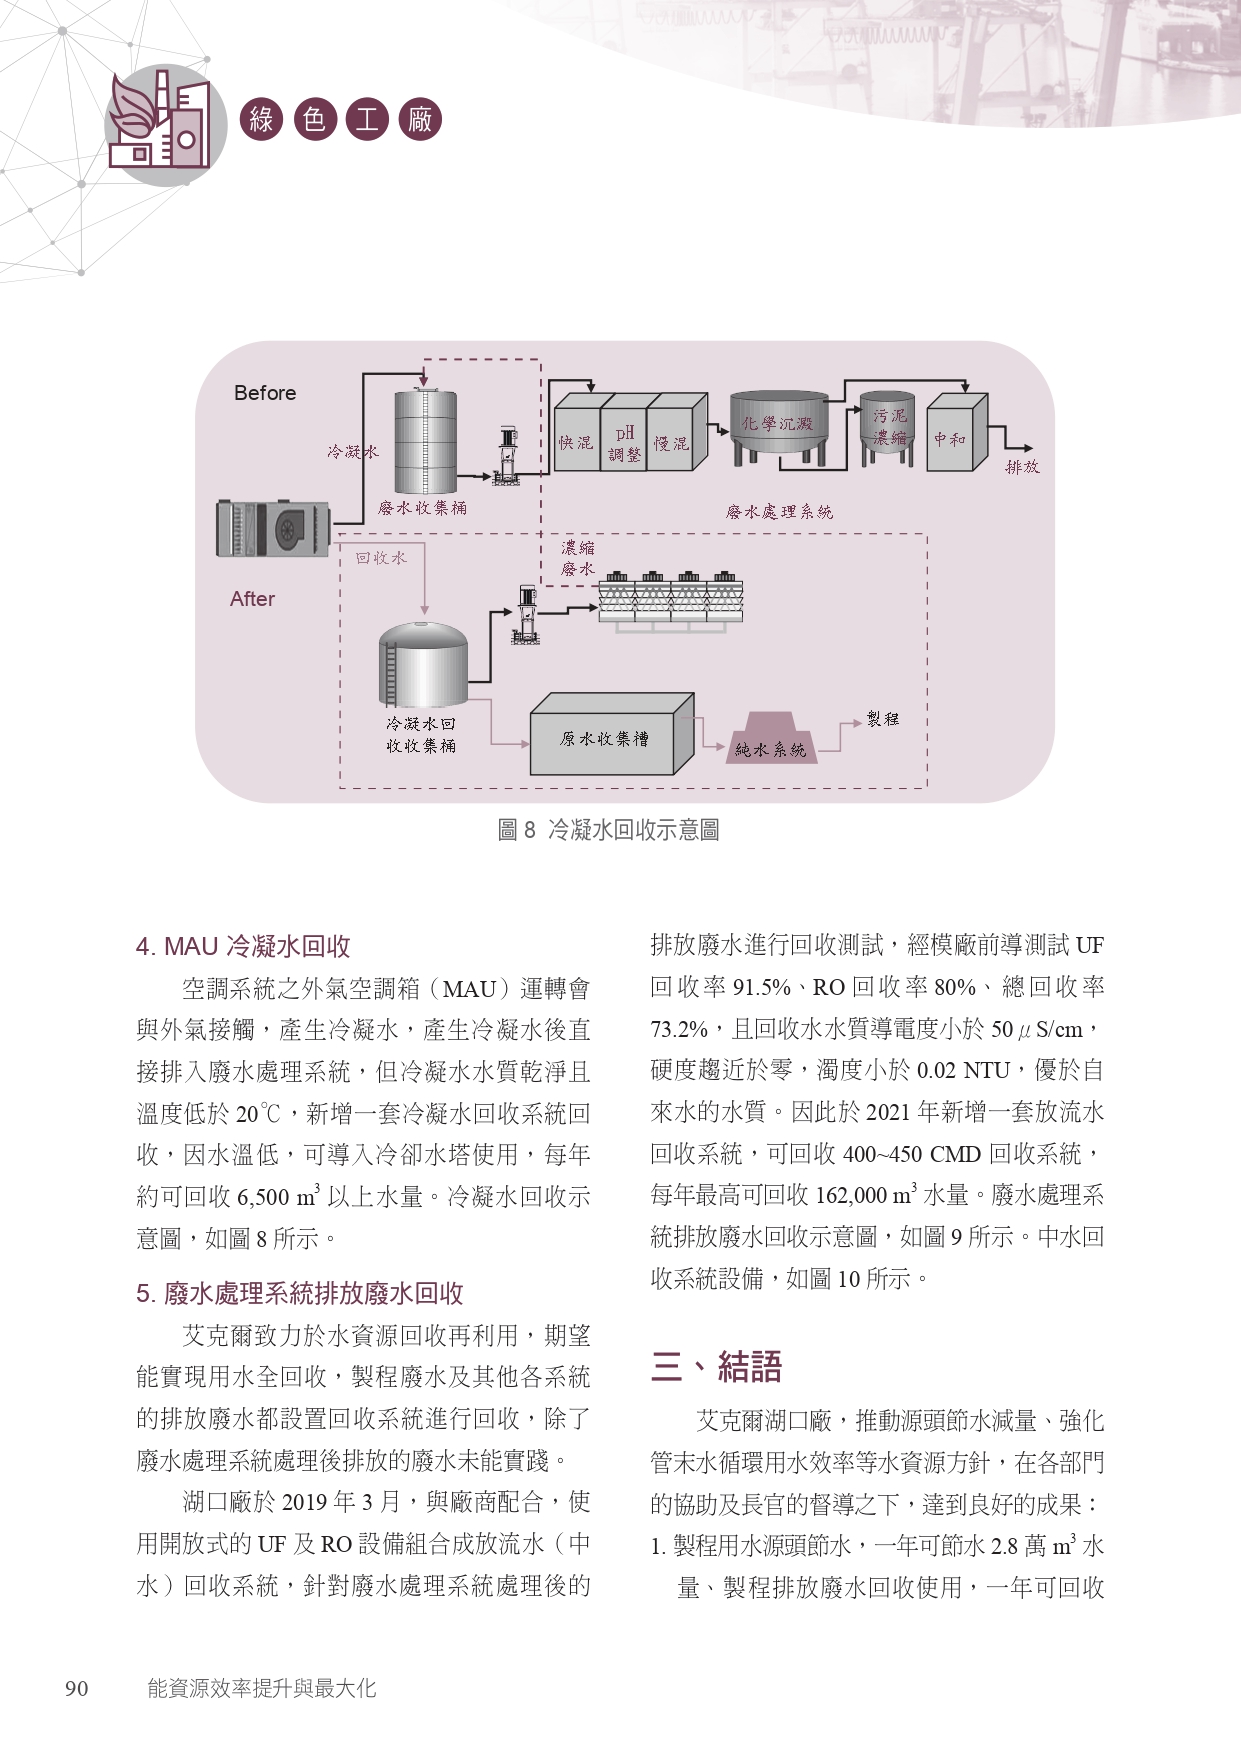 綠色工廠
Before
冷凝水
廢水收集桶
快混
pH
調整
慢混
化學沉澱
污泥
濃縮
中和
排放
廢水處理系統
回收水
濃縮
廢水
After
冷凝水回
收收集桶
原水收集槽
純水系統
製程
圖 8 冷凝水回收示意圖
4. MAU 冷凝水回收
空調系統之外氣空調箱（MAU）運轉會
與外氣接觸，產生冷凝水，產生冷凝水後直
接排入廢水處理系統，但冷凝水水質乾淨且
溫度低於 20℃，新增一套冷凝水回收系統回
收，因水溫低，可導入冷卻水塔使用，每年
約可回收 6,500 m³ 以上水量。冷凝水回收示
意圖，如圖 8 所示。
5. 廢水處理系統排放廢水回收
艾克爾致力於水資源回收再利用，期望
能實現用水全回收，製程廢水及其他各系統
的排放廢水都設置回收系統進行回收，除了
廢水處理系統處理後排放的廢水未能實踐。
湖口廠於 2019 年 3 月，與廠商配合，使
用開放式的 UF 及 RO 設備組合成放流水（中
水）回收系統，針對廢水處理系統處理後的
排放廢水進行回收測試，經模廠前導測試 UF
回收率 91.5%、RO 回收率 80%、總回收率
73.2%，且回收水水質導電度小於 50 μ S/cm，
硬度趨近於零，濁度小於 0.02 NTU，優於自
來水的水質。因此於 2021 年新增一套放流水
回收系統，可回收 400~450 CMD 回收系統，
每年最高可回收 162,000 m³ 水量。廢水處理系
統排放廢水回收示意圖，如圖 9 所示。中水回
收系統設備，如圖 10 所示。
三、結語
艾克爾湖口廠，推動源頭節水減量、強化
管末水循環用水效率等水資源方針，在各部門
的協助及長官的督導之下，達到良好的成果：
1. 製程用水源頭節水，一年可節水 2.8 萬 m³ 水
量、製程排放廢水回收使用，一年可回收
90 能資源效率提升與最大化